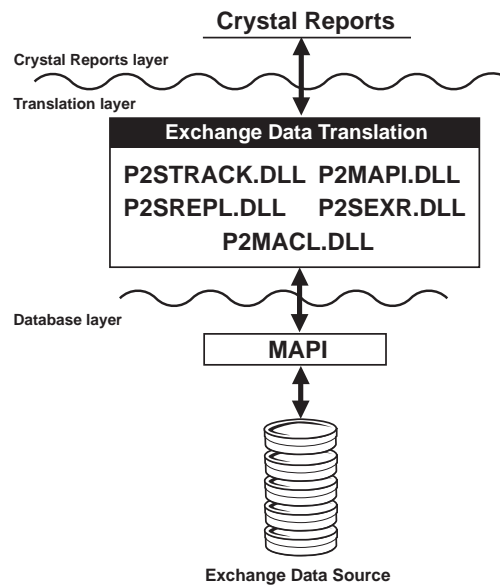 Crystal Reports
Crystal Reports layer
Translation layer
Exchange Data Translation
P2STRACK.DLL P2MAPI.DLL
P2SREPL.DLL P2SEXR.DLL
P2MACL.DLL
Database layer
MAPI
Exchange Data Source